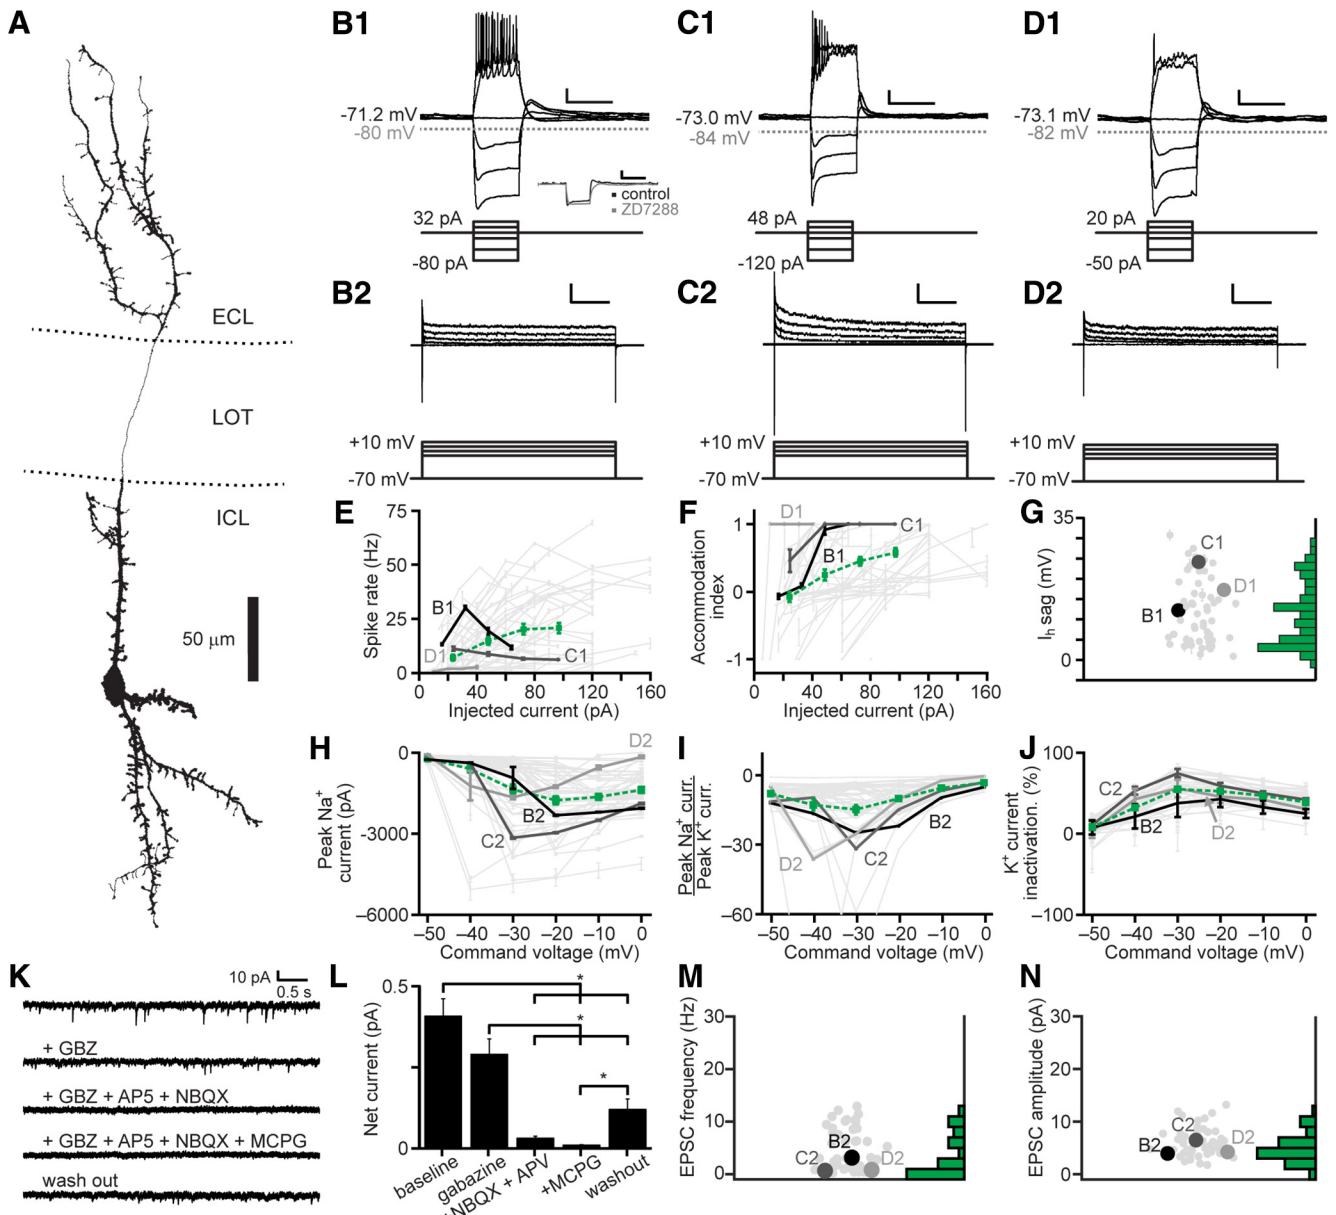 A
ECL
LOT
ICL
50 µm
B1
-71.2 mV
-80 mV
control
ZD7288
32 pA
-80 pA
C1
-73.0 mV
-84 mV
48 pA
-120 pA
D1
-73.1 mV
-82 mV
20 pA
-50 pA
B2
+10 mV
-70 mV
C2
+10 mV
-70 mV
D2
+10 mV
-70 mV
E
Spike rate (Hz)
75
50
25
0
B1
D1
C1
0 40 80 120 160
Injected current (pA)
F
Accommodation
index
1
0
-1
D1
C1
B1
0 40 80 120 160
Injected current (pA)
G
Ih sag (mV)
35
0
C1
D1
B1
H
Peak Na+
current (pA)
0
-3000
-6000
D2
B2
C2
-50 -40 -30 -20 -10 0
Command voltage (mV)
I
Peak Na+ curr.
Peak K+ curr.
0
-30
-60
B2
D2
C2
-50 -40 -30 -20 -10 0
Command voltage (mV)
J
K+ current
inactivation. (%)
100
0
-100
C2
B2
D2
-50 -40 -30 -20 -10 0
Command voltage (mV)
K
10 pA
0.5 s
+ GBZ
+ GBZ + AP5 + NBQX
+ GBZ + AP5 + NBQX + MCPG
wash out
L
Net current (pA)
0.5
0
*
*
*
baseline
gabazine
NBQX + APV
+MCPG
washout
M
EPSC frequency (Hz)
30
20
10
0
B2
C2
D2
N
EPSC amplitude (pA)
30
20
10
0
C2
B2
D2